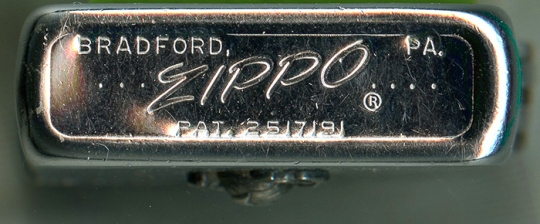 BRADFORD, PA.
... ZIPPO ....
®
PAT. 2517191